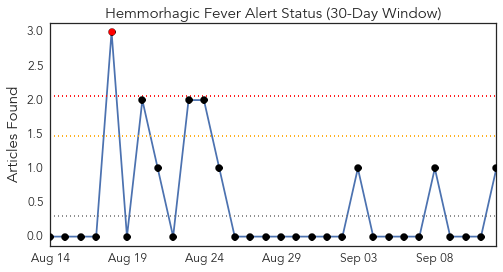 Hemmorhagic Fever Alert Status (30-Day Window)
Articles Found
3.0
2.5
2.0
1.5
1.0
0.5
0.0
Aug 14 Aug 19 Aug 24 Aug 29 Sep 03 Sep 08